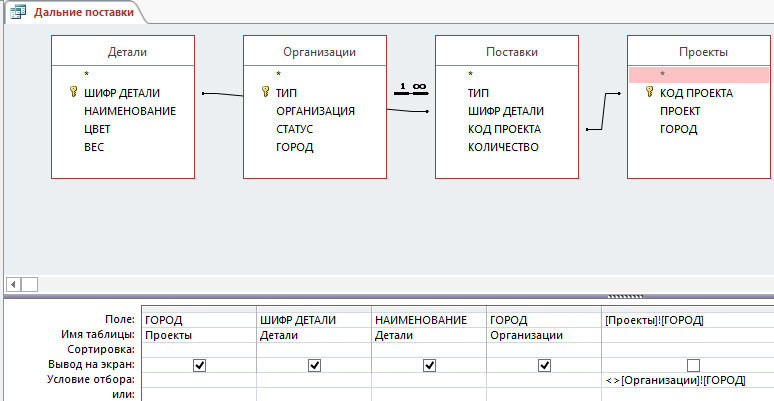 Дальние поставки
Детали
*
ШИФР ДЕТАЛИ
НАИМЕНОВАНИЕ
ЦВЕТ
ВЕС
Организации
*
ТИП
ОРГАНИЗАЦИЯ
СТАТУС
ГОРОД
1 ∞
Поставки
*
ТИП
ШИФР ДЕТАЛИ
КОД ПРОЕКТА
КОЛИЧЕСТВО
Проекты
*
КОД ПРОЕКТА
ПРОЕКТ
ГОРОД
Поле: ГОРОД ШИФР ДЕТАЛИ НАИМЕНОВАНИЕ ГОРОД [Проекты]![ГОРОД]
Имя таблицы: Проекты Детали Детали Организации
Сортировка:
Вывод на экран:
Условие отбора: <>[Организации]![ГОРОД]
или: